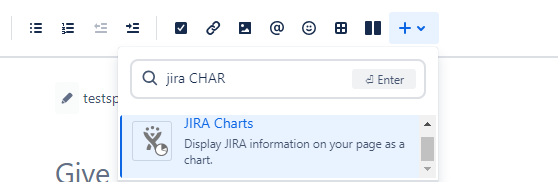 jira CHAR
Enter
testsp
JIRA Charts
Display JIRA information on your page as a
chart.
Give